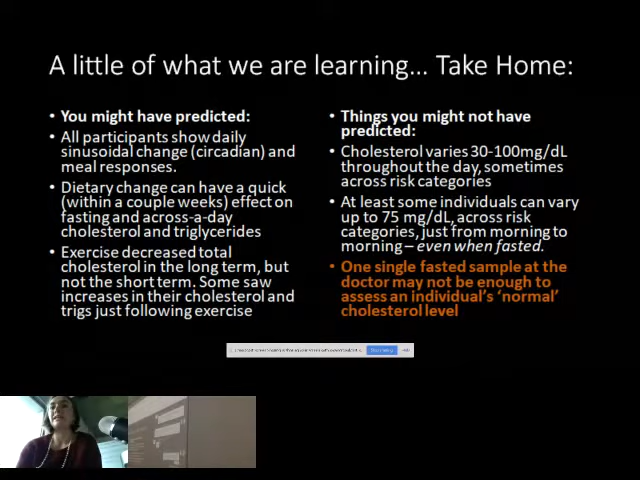 A little of what we are learning... Take Home:
• You might have predicted:
• All participants show daily
sinusoidal change (circadian) and
meal responses.
• Dietary change can have a quick
(within a couple weeks) effect on
fasting and across-a-day
cholesterol and triglycerides
• Exercise decreased total
cholesterol in the long term, but
not the short term. Some saw
increases in their cholesterol and
trigs just following exercise
• Things you might not have
predicted:
• Cholesterol varies 30-100mg/dL
throughout the day, sometimes
across risk categories
• At least some individuals can vary
up to 75 mg/dL, across risk
categories, just from morning to
morning – even when fasted.
• One single fasted sample at the
doctor may not be enough to
assess an individual's 'normal'
cholesterol level